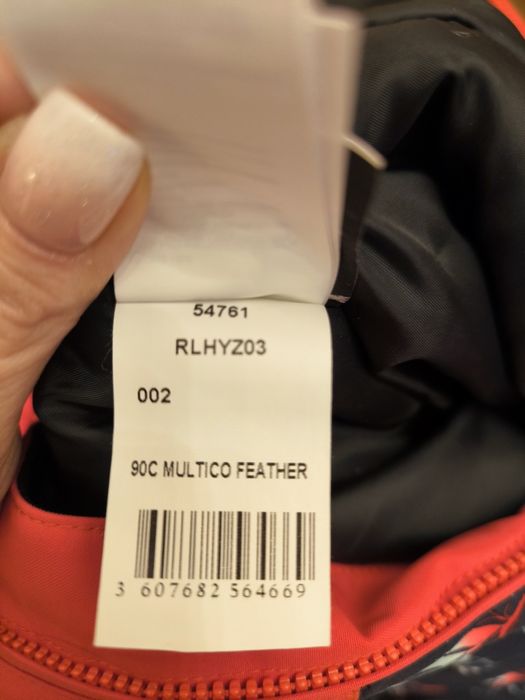 54761
RLHYZ03
002
90C MULTICO FEATHER
3 607682 564669